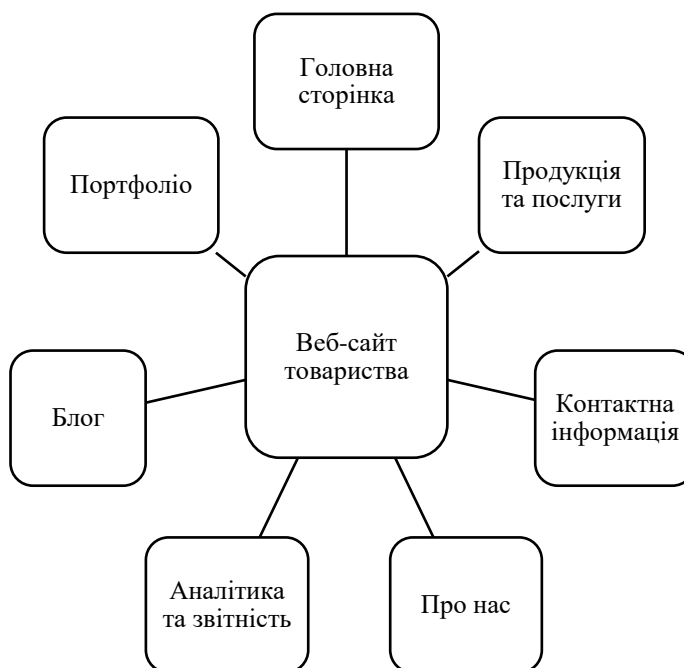 Головна
сторінка
Портфоліо
Продукція
та послуги
Веб-сайт
товариства
Блог
Контактна
інформація
Аналітика
та звітність
Про нас